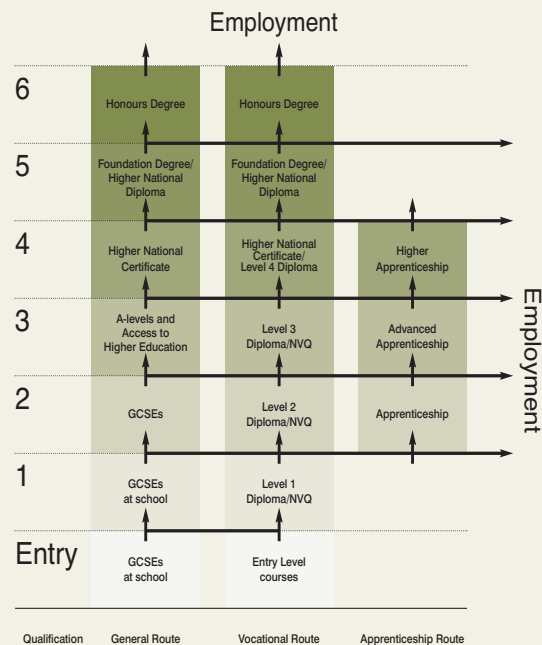 Employment
6
Honours Degree
Honours Degree
5
Foundation Degree/
Higher National
Diploma
Foundation Degree/
Higher National
Diploma
4
Higher National
Certificate
Higher National
Certificate/
Level 4 Diploma
Higher
Apprenticeship
3
A-levels and
Access to
Higher Education
Level 3
Diploma/NVQ
Advanced
Apprenticeship
Employment
2
GCSEs
Level 2
Diploma/NVQ
Apprenticeship
1
GCSEs
at school
Level 1
Diploma/NVQ
Entry
GCSEs
at school
Entry Level
courses
Qualification
General Route
Vocational Route
Apprenticeship Route